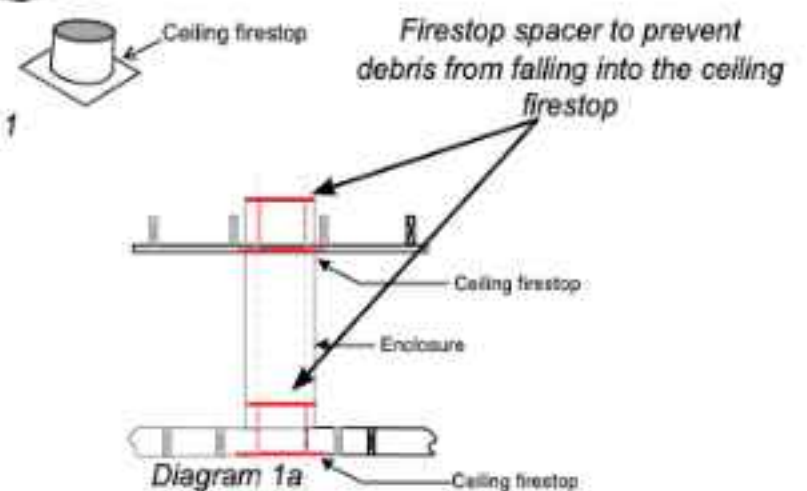 Ceiling firestop
Firestop spacer to prevent
debris from falling into the ceiling
firestop
1
Ceiling firestop
Enclosure
Diagram 1a
Ceiling firestop